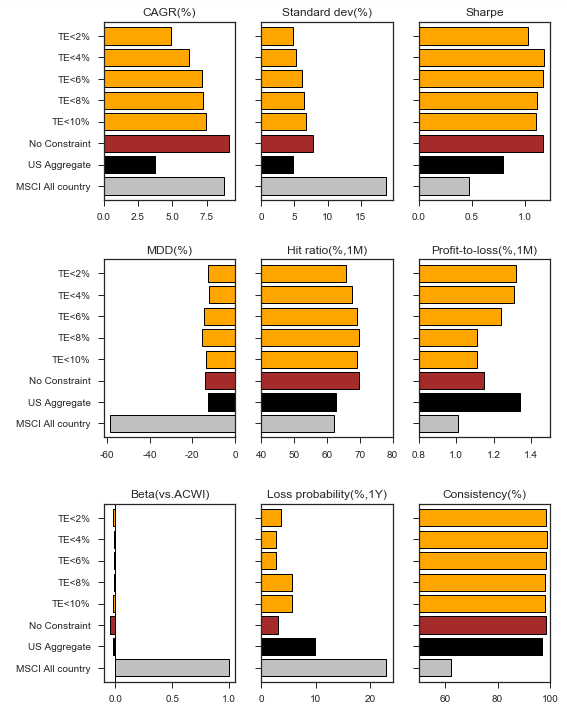 CAGR(%) Standard dev(%) Sharpe
TE<2%
TE<4%
TE<6%
TE<8%
TE<10%
No Constraint
US Aggregate
MSCI All country
0.0 2.5 5.0 7.5 0 5 10 15 0.0 0.5 1.0
MDD(%) Hit ratio(%,1M) Profit-to-loss(%,1M)
TE<2%
TE<4%
TE<6%
TE<8%
TE<10%
No Constraint
US Aggregate
MSCI All country
-60 -40 -20 0 40 50 60 70 80 0.8 1.0 1.2 1.4
Beta(vs.ACWI) Loss probability(%,1Y) Consistency(%)
TE<2%
TE<4%
TE<6%
TE<8%
TE<10%
No Constraint
US Aggregate
MSCI All country
0.0 0.5 1.0 0 10 20 60 80 100